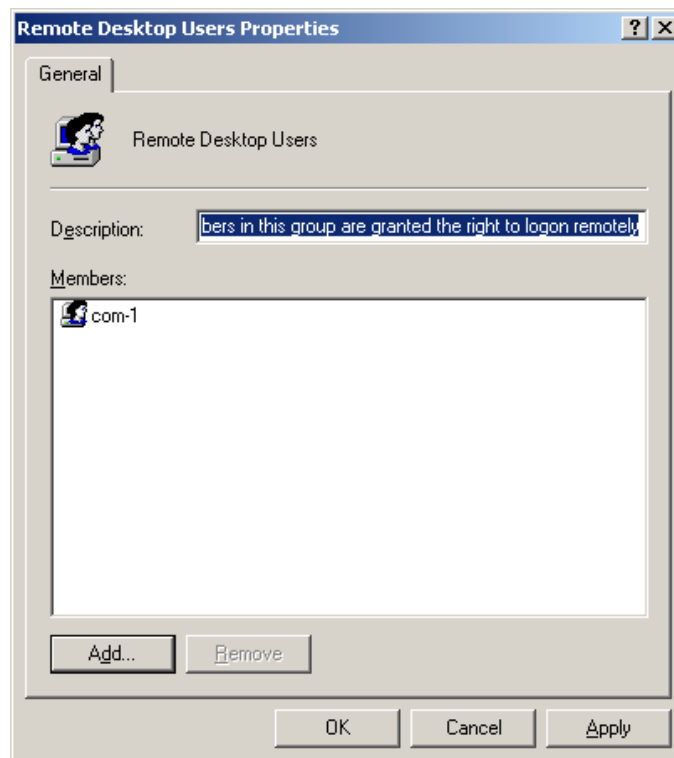 Remote Desktop Users Properties
General
Remote Desktop Users
Description:
bers in this group are granted the right to logon remotely
Members:
com-1
Add...
Remove
OK
Cancel
Apply